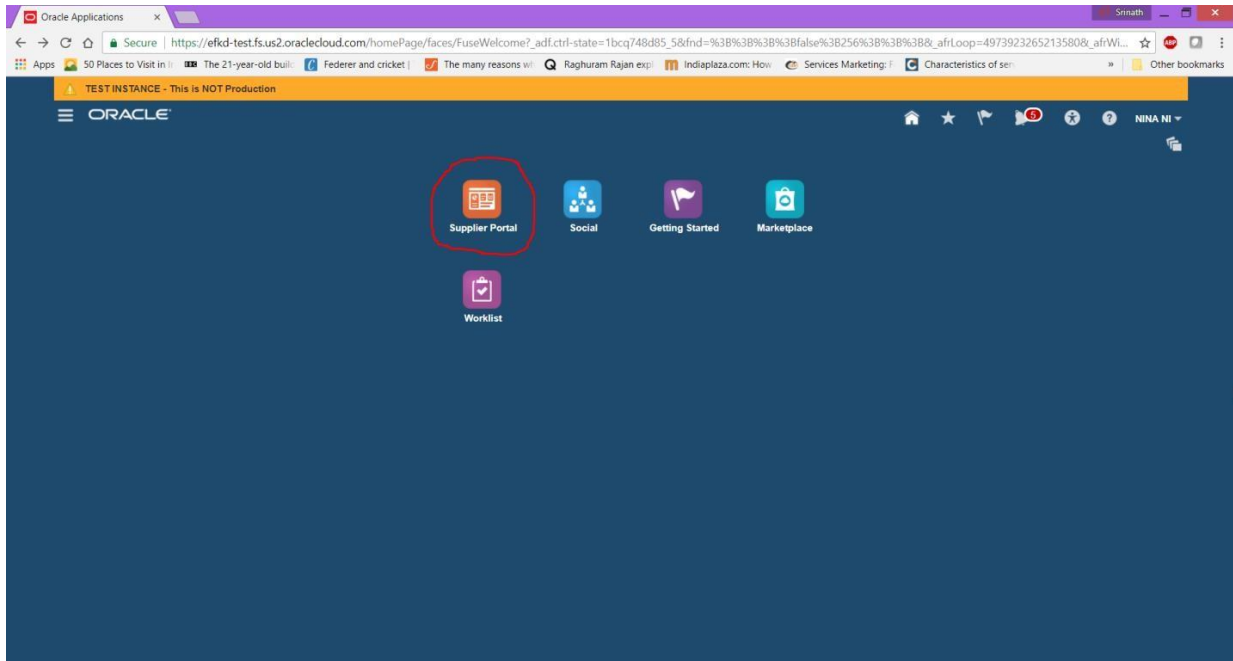 Oracle Applications
Srinath
Secure | https://efkd-test.fs.us2.oraclecloud.com/homePage/faces/FuseWelcome?_adf.ctrl-state=1bcq748d85_5&fnd=%3B%3B%3B%3Bfalse%3B256%3B%3B%3B&_afrLoop=4973923265213580&_afrWi...
Apps 50 Places to Visit in I The 21-year-old buil Federer and cricket | The many reasons w Raghuram Rajan exp Indiaplaza.com: How Services Marketing: Characteristics of ser » Other bookmarks
TEST INSTANCE - This is NOT Production
ORACLE
5 NINA NI
Supplier Portal Social Getting Started Marketplace
Worklist